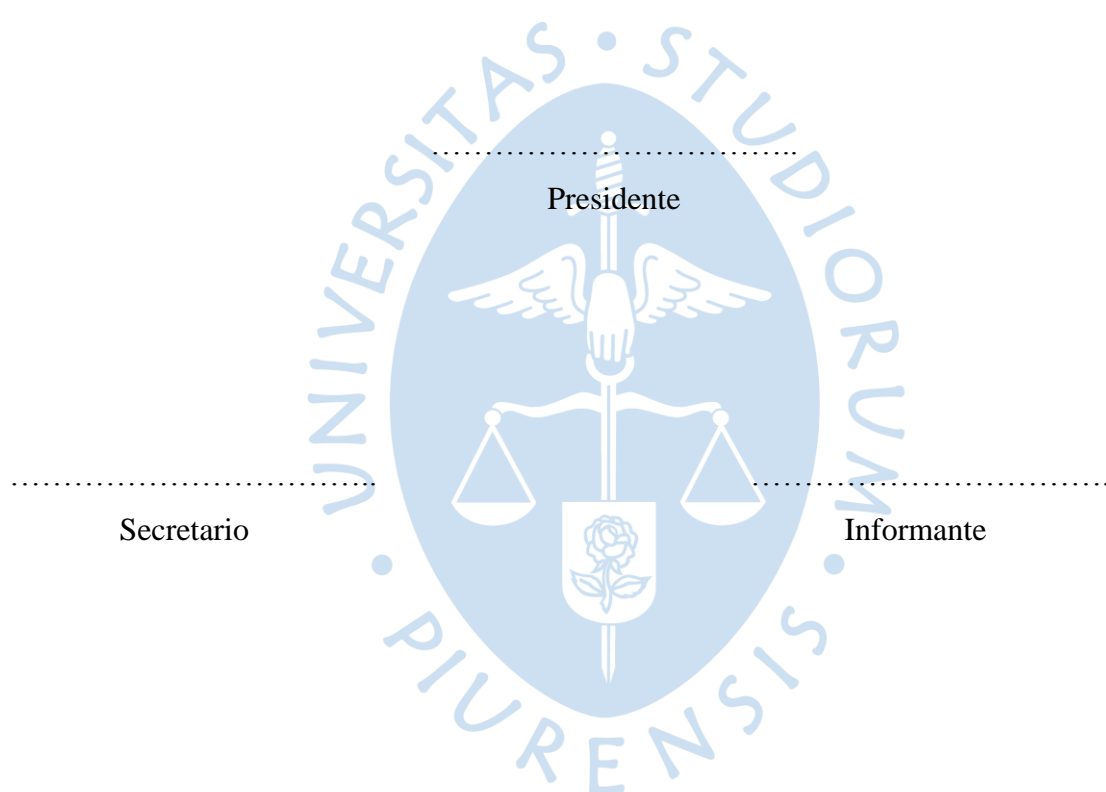 UNIVERSITAS • STUDIORUM • PIURENSIS •
…………………………………..
Presidente
…………………………………
…………………………………
Secretario
Informante